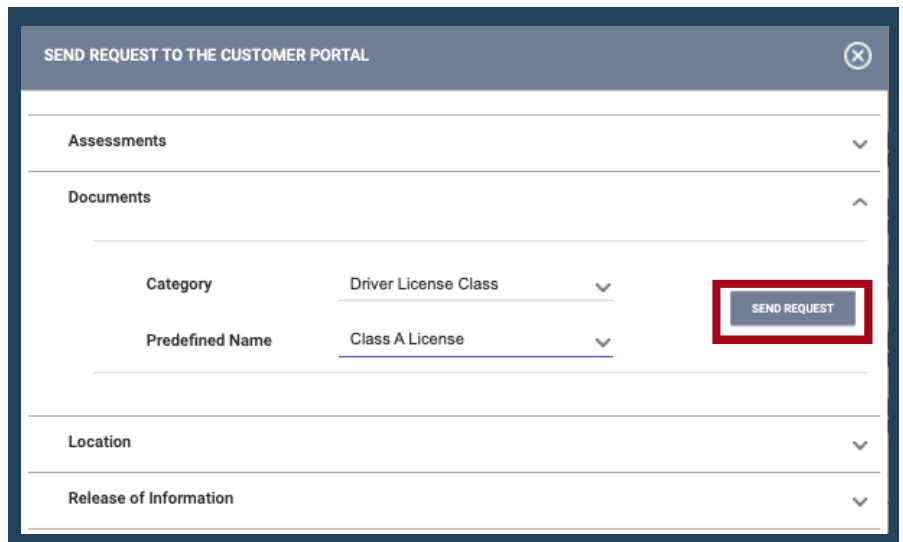 SEND REQUEST TO THE CUSTOMER PORTAL
Assessments
Documents
Category Driver License Class
SEND REQUEST
Predefined Name Class A License
Location
Release of Information